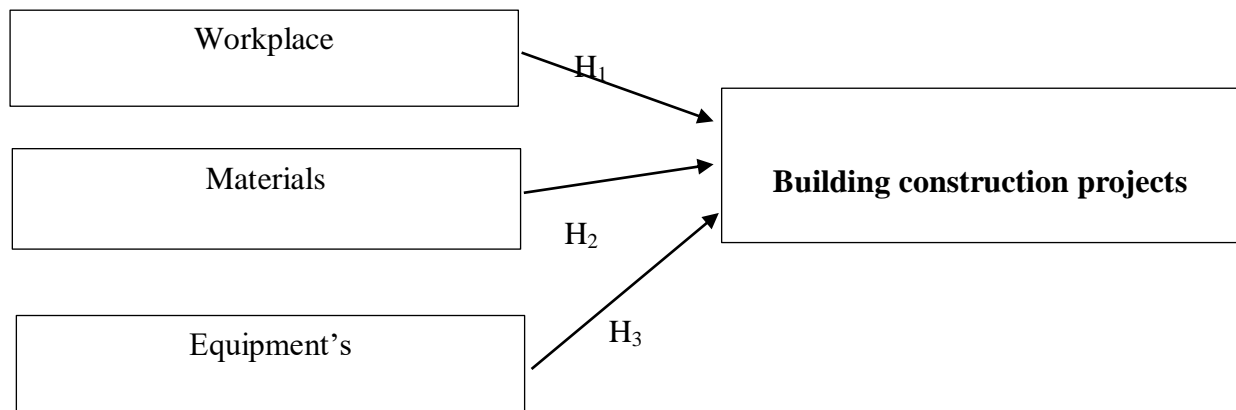 Workplace
H₁
Materials
Building construction projects
H₂
Equipment’s
H₃